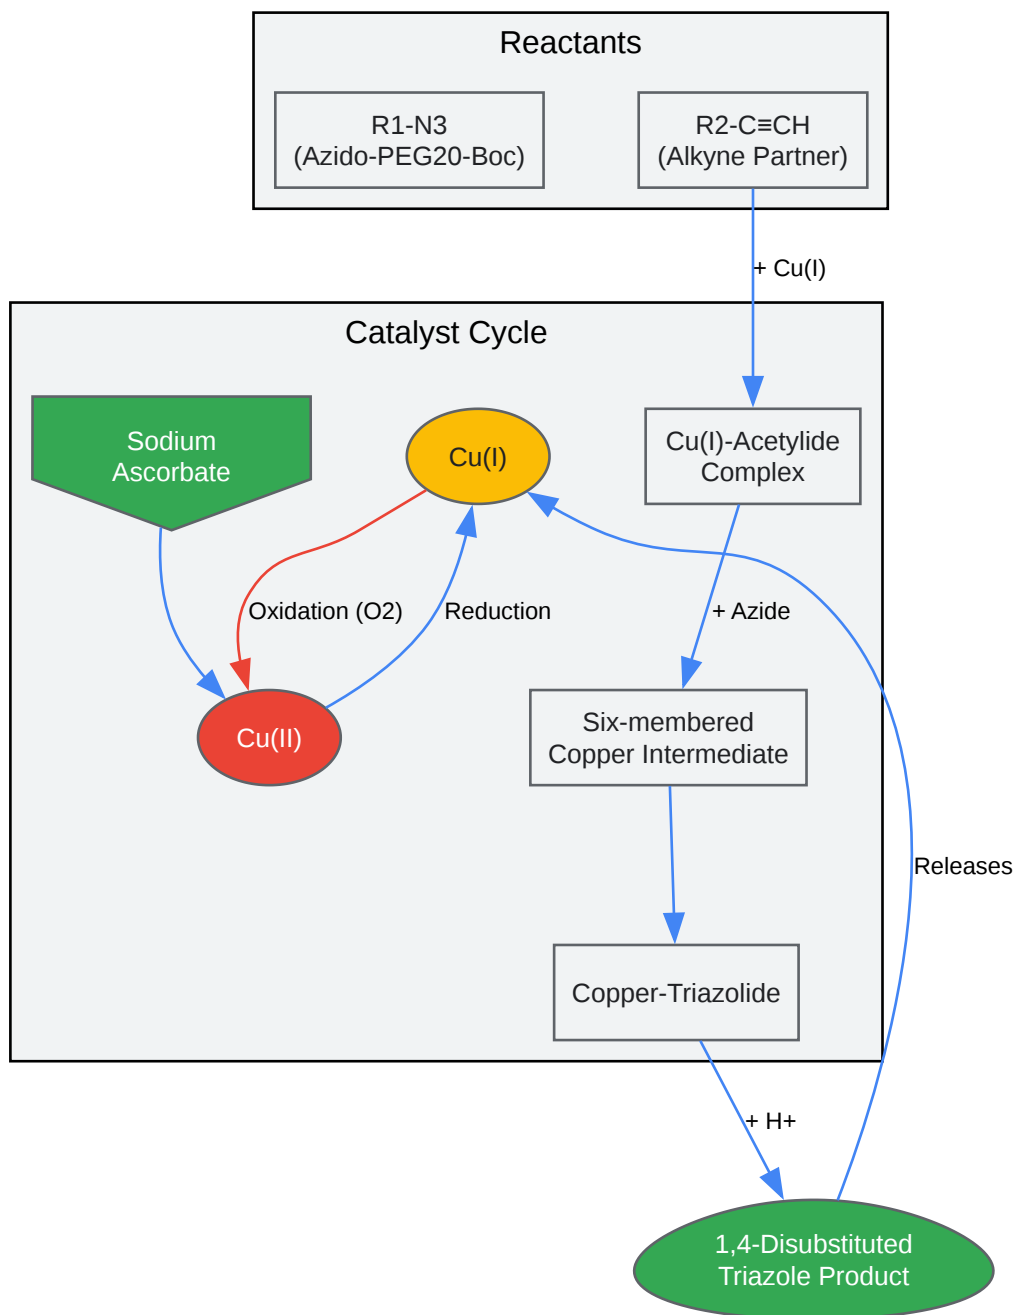 Reactants
R1-N3
(Azido-PEG20-Boc)
R2-C≡CH
(Alkyne Partner)
+ Cu(I)
Catalyst Cycle
Sodium
Ascorbate
Cu(I)
Cu(I)-Acetylide
Complex
Oxidation (O2)
Reduction
+ Azide
Cu(II)
Six-membered
Copper Intermediate
Releases
Copper-Triazolide
+ H+
1,4-Disubstituted
Triazole Product